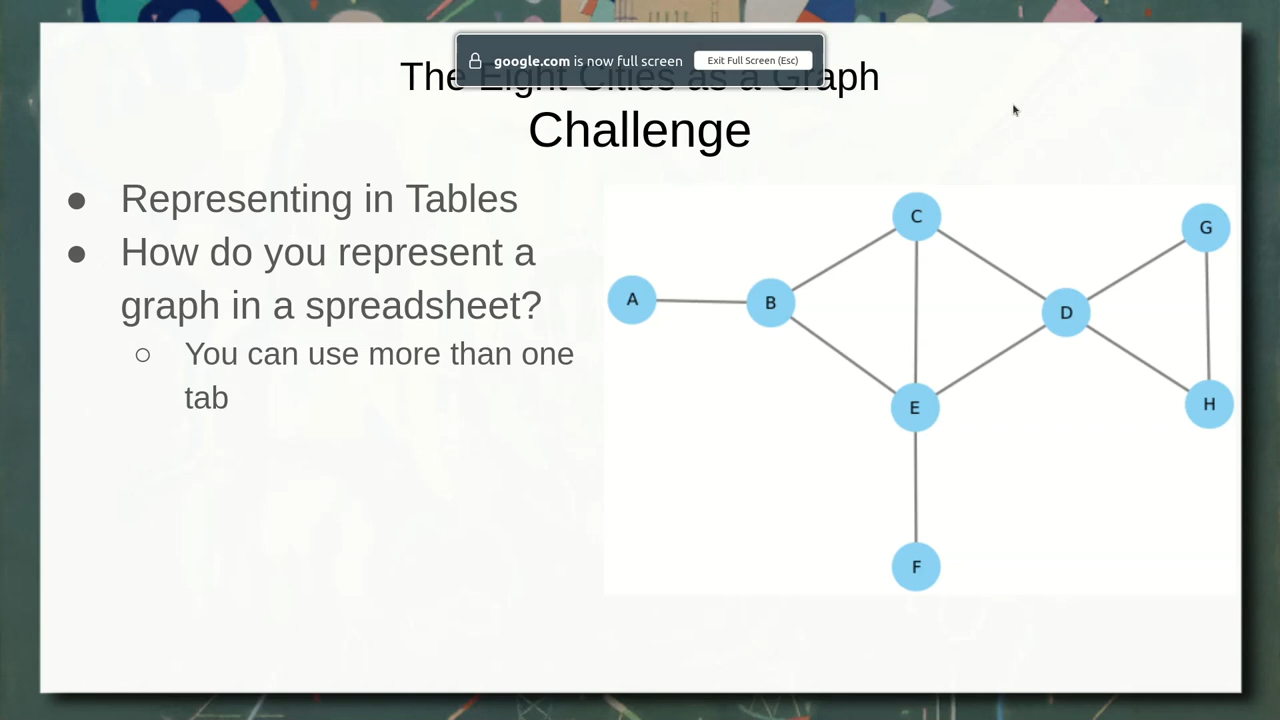 google.com is now full screen Exit Full Screen (Esc)
The Eight Cities as a Graph
Challenge
● Representing in Tables
● How do you represent a
graph in a spreadsheet?
○ You can use more than one
tab
C
G
A
B
D
E
H
F